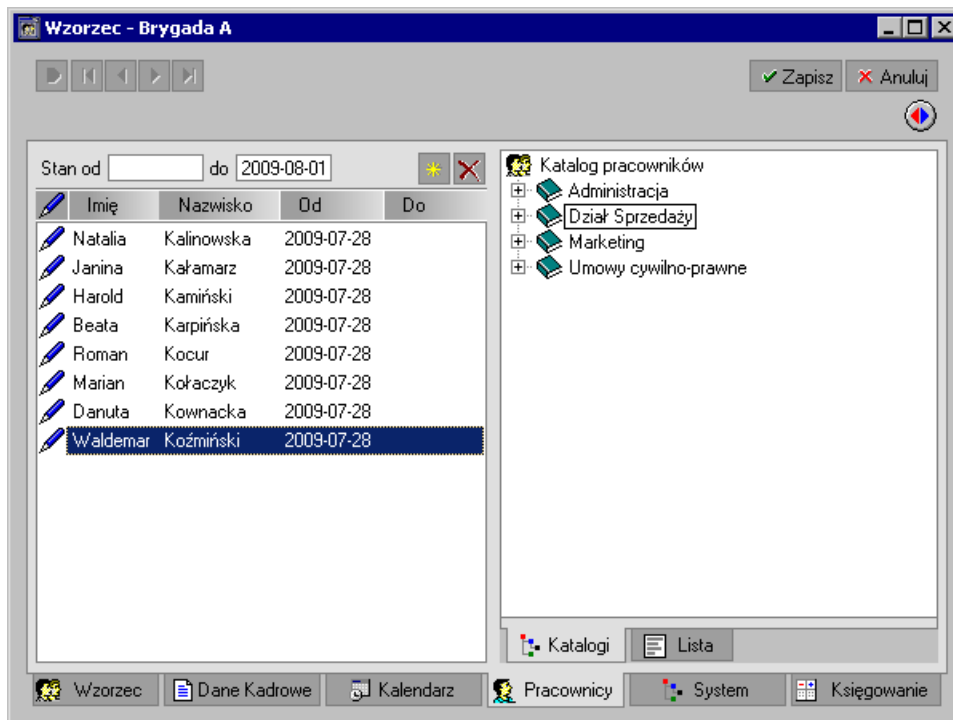 Wzorzec - Brygada A
Zapisz Anuluj
Stan od do 2009-08-01
Imię Nazwisko Od Do
Natalia Kalinowska 2009-07-28
Janina Kałamarz 2009-07-28
Harold Kamiński 2009-07-28
Beata Karpińska 2009-07-28
Roman Kocur 2009-07-28
Marian Kołaczyk 2009-07-28
Danuta Kownacka 2009-07-28
Waldemar Koźmiński 2009-07-28
Katalog pracowników
Administracja
Dział Sprzedaży
Marketing
Umowy cywilno-prawne
Katalogi Lista
Wzorzec Dane Kadrowe Kalendarz Pracownicy System Księgowanie